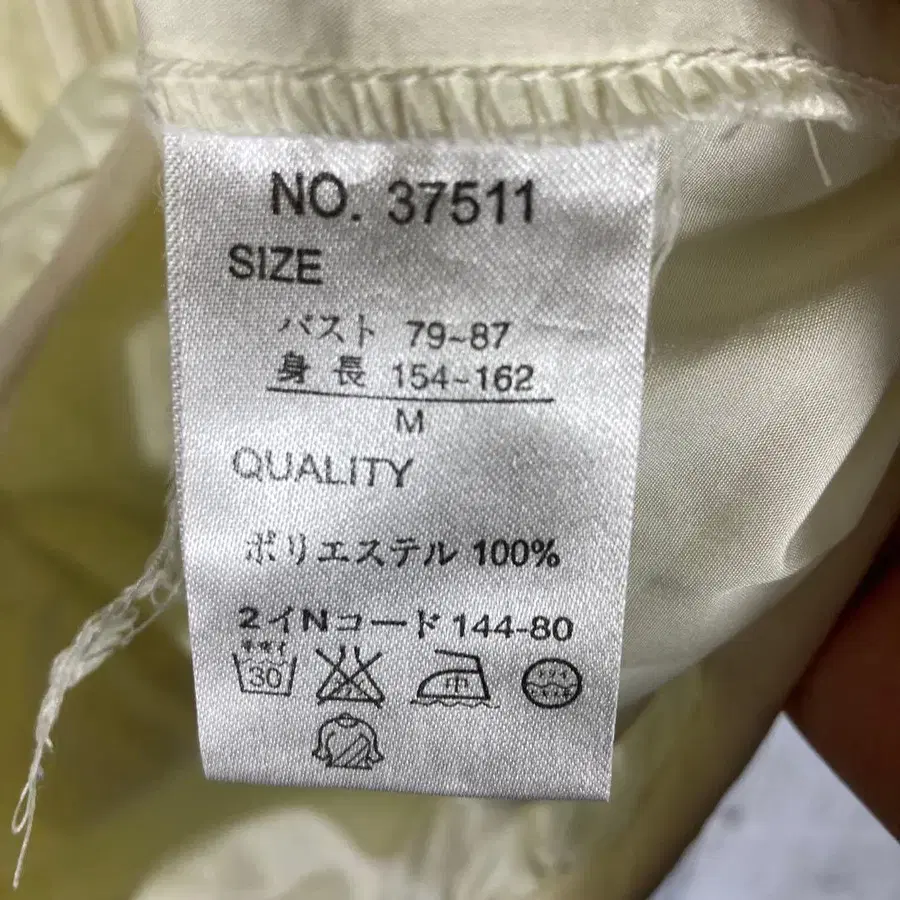 NO. 37511
SIZE
バスト 79~87
身長 154~162
M
QUALITY
ポリエステル 100%
2イNコード 144-80
30
中